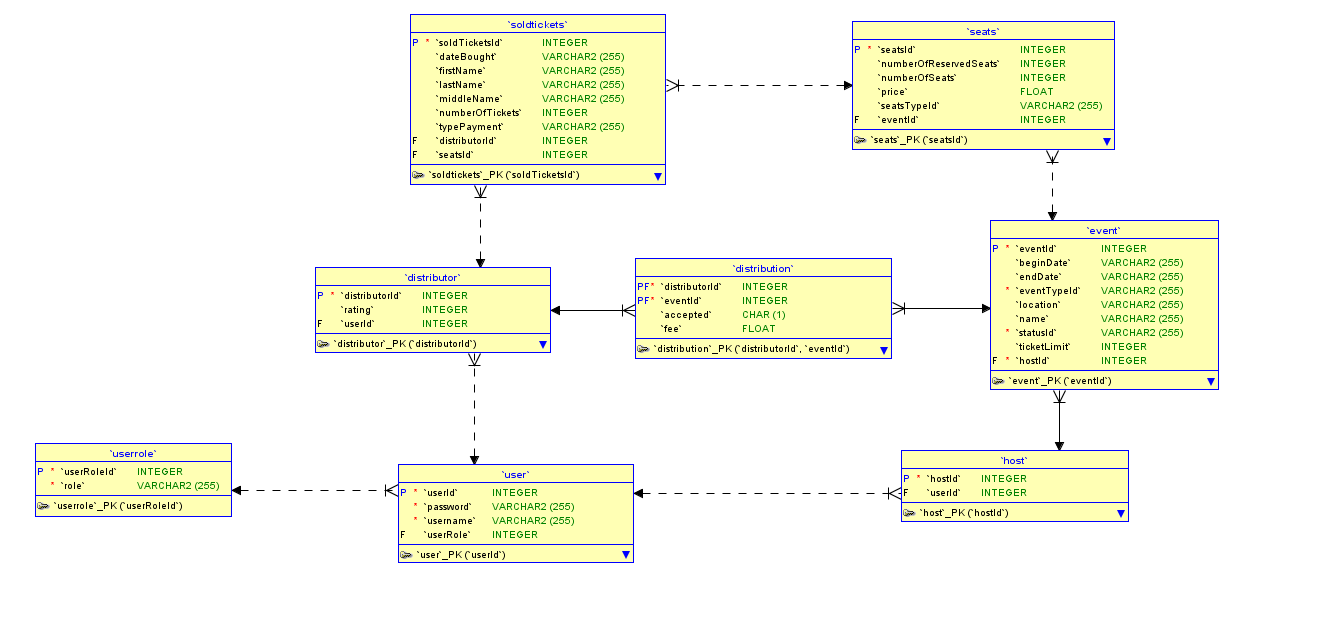 `soldtickets`
P * `soldTicketsId` INTEGER
`dateBought` VARCHAR2 (255)
`firstName` VARCHAR2 (255)
`lastName` VARCHAR2 (255)
`middleName` VARCHAR2 (255)
`numberOfTickets` INTEGER
`typePayment` VARCHAR2 (255)
F `distributorId` INTEGER
F `seatsId` INTEGER
`soldtickets`_PK (`soldTicketsId`)
`seats`
P * `seatsId` INTEGER
`numberOfReservedSeats` INTEGER
`numberOfSeats` INTEGER
`price` FLOAT
`seatsTypeId` VARCHAR2 (255)
F `eventId` INTEGER
`seats`_PK (`seatsId`)
`distributor`
P * `distributorId` INTEGER
`rating` INTEGER
F `userId` INTEGER
`distributor`_PK (`distributorId`)
`distribution`
PF* `distributorId` INTEGER
PF* `eventId` INTEGER
`accepted` CHAR (1)
`fee` FLOAT
`distribution`_PK (`distributorId`, `eventId`)
`event`
P * `eventId` INTEGER
`beginDate` VARCHAR2 (255)
`endDate` VARCHAR2 (255)
* `eventTypeId` VARCHAR2 (255)
`location` VARCHAR2 (255)
`name` VARCHAR2 (255)
* `statusId` VARCHAR2 (255)
`ticketLimit` INTEGER
F * `hostId` INTEGER
`event`_PK (`eventId`)
`userrole`
P * `userRoleId` INTEGER
* `role` VARCHAR2 (255)
`userrole`_PK (`userRoleId`)
`user`
P * `userId` INTEGER
* `password` VARCHAR2 (255)
* `username` VARCHAR2 (255)
F `userRole` INTEGER
`user`_PK (`userId`)
`host`
P * `hostId` INTEGER
F `userId` INTEGER
`host`_PK (`hostId`)